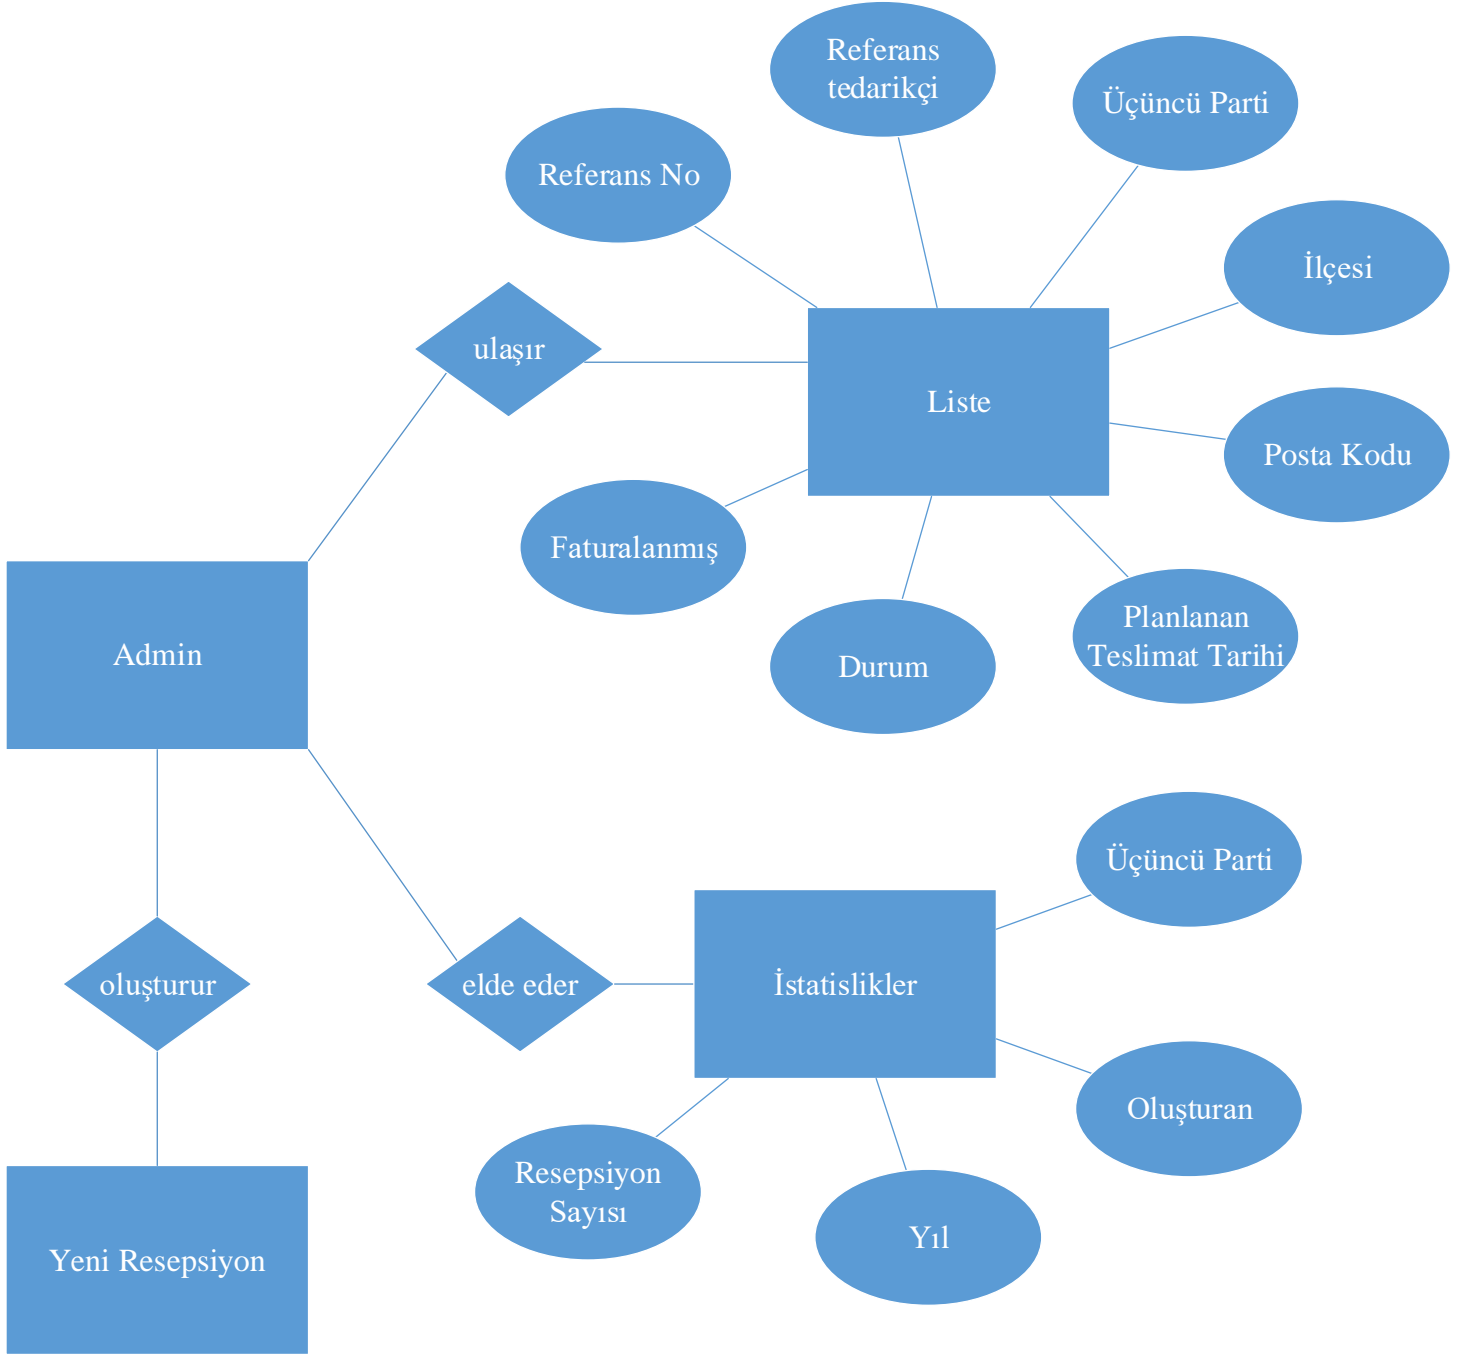 Referans
tedarikçi
Üçüncü Parti
Referans No
İlçesi
ulaşır
Liste
Posta Kodu
Faturalanmış
Planlanan
Teslimat Tarihi
Durum
Admin
Üçüncü Parti
oluşturur
elde eder
İstatislikler
Oluşturan
Resepsiyon
Sayısı
Yıl
Yeni Resepsiyon